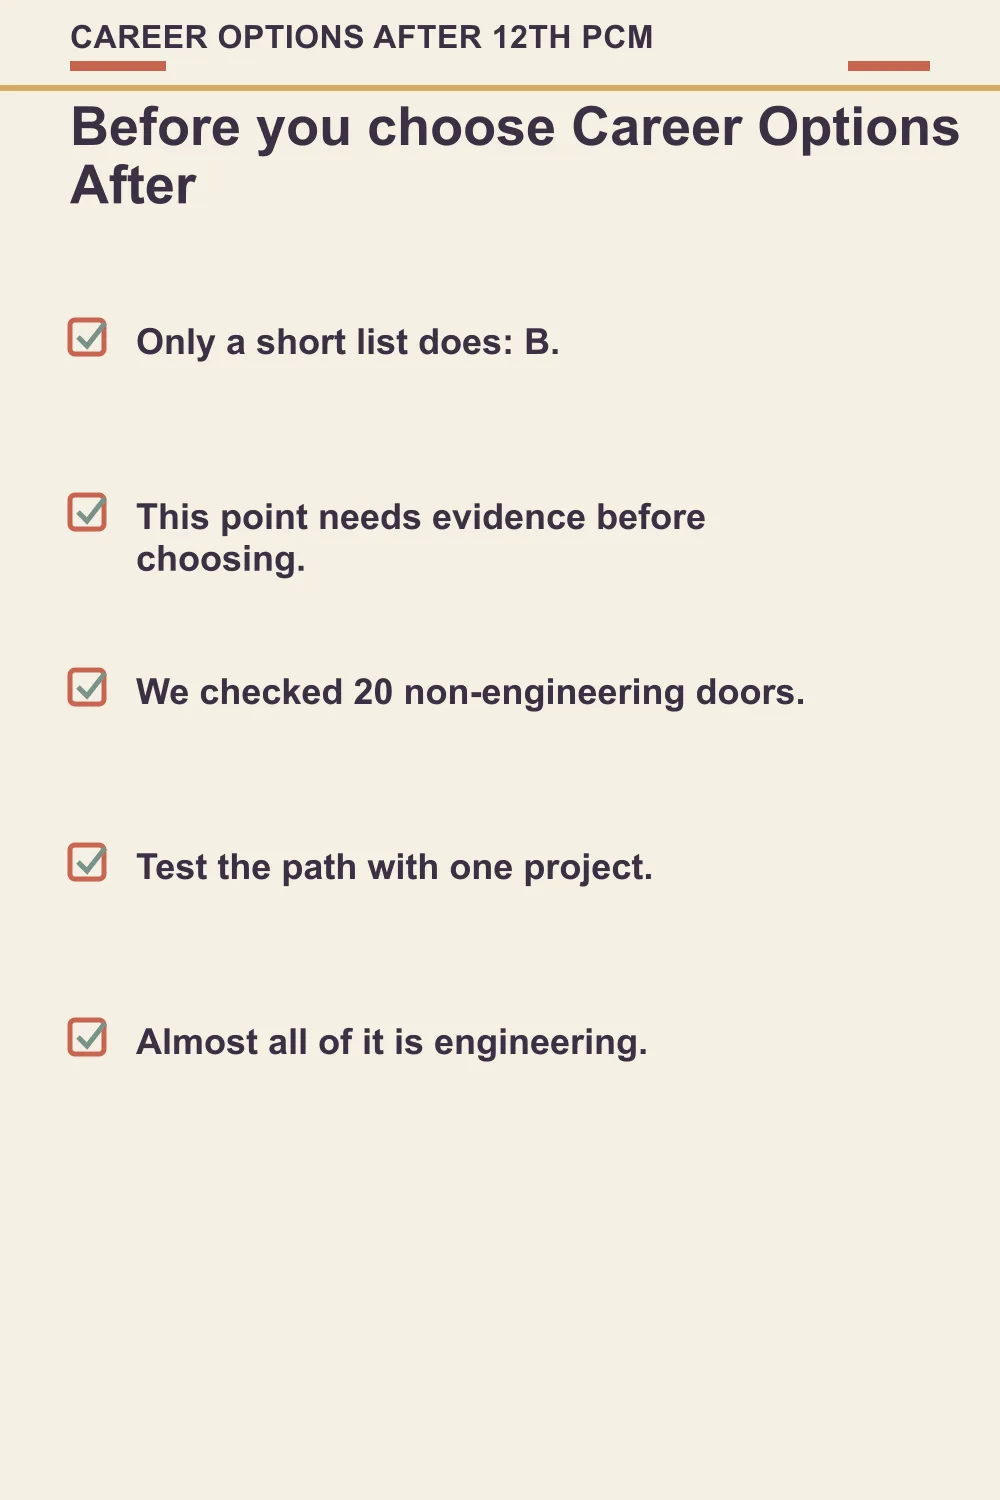 CAREER OPTIONS AFTER 12TH PCM
Before you choose Career Options
After
Only a short list does: B.
This point needs evidence before
choosing.
We checked 20 non-engineering doors.
Test the path with one project.
Almost all of it is engineering.